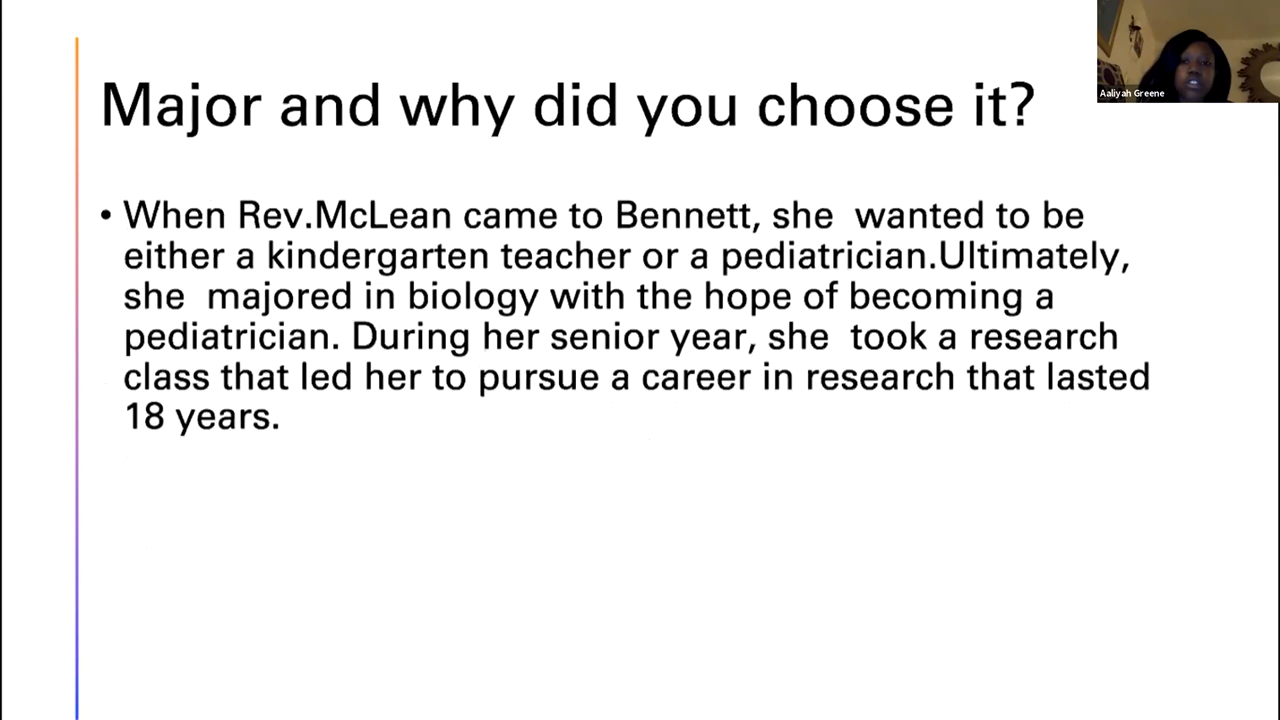 Major and why did you choose it?
Aaliyah Greene
• When Rev.McLean came to Bennett, she  wanted to be
either a kindergarten teacher or a pediatrician.Ultimately,
she  majored in biology with the hope of becoming a
pediatrician. During her senior year, she  took a research
class that led her to pursue a career in research that lasted
18 years.